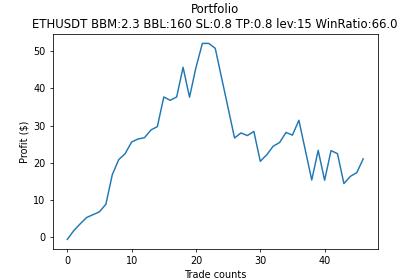 Portfolio
ETHUSDT BBM:2.3 BBL:160 SL:0.8 TP:0.8 lev:15 WinRatio:66.0
50
40
30
20
10
0
Profit ($)
0 10 20 30 40
Trade counts